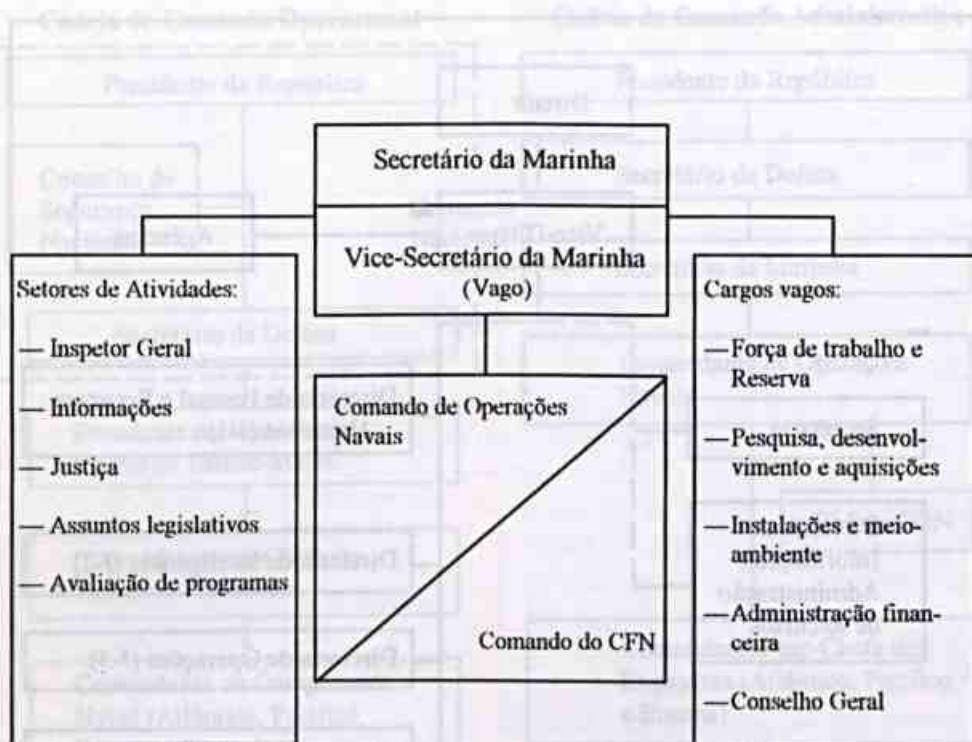 Secretário da Marinha
Vice-Secretário da Marinha
(Vago)
Setores de Atividades:
— Inspetor Geral
— Informações
— Justiça
— Assuntos legislativos
— Avaliação de programas
Comando de Operações
Navais
Comando do CFN
Cargos vagos:
— Força de trabalho e
Reserva
— Pesquisa, desenvol-
vimento e aquisições
— Instalações e meio-
ambiente
— Administração finan-
ceira
— Conselho Geral